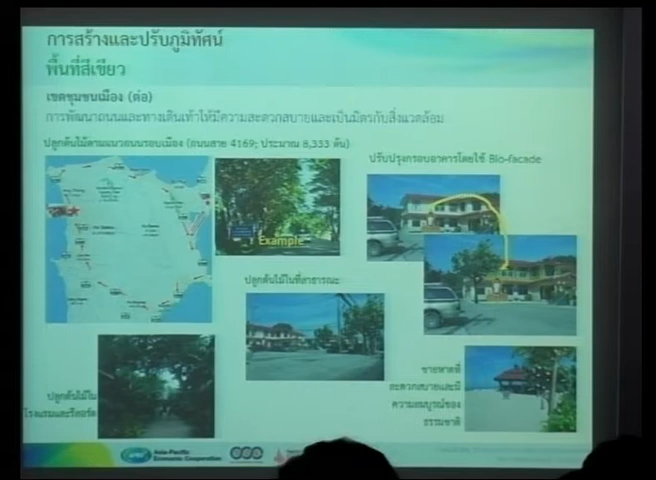 การสร้างและปรับภูมิทัศน์
พื้นที่สีเขียว
เขตชุมชนเมือง (ต่อ)
การพัฒนาถนนและทางเดินเท้าให้มีความสะดวกสบายและเป็นมิตรกับสิ่งแวดล้อม
ปลูกต้นไม้ตามแนวถนนรอบเมือง (ถนนสาย 4169; ประมาณ 8,333 ต้น)
ปรับปรุงกรอบอาคารโดยใช้ Bio-facade
Example
ปลูกต้นไม้ในที่สาธารณะ
ปลูกต้นไม้ใน
โรงแรมและรีสอร์ต
ชายหาดที่
สะดวกสบายและมี
ความสมบูรณ์ของ
ธรรมชาติ
Asia-Pacific
Economic Cooperation